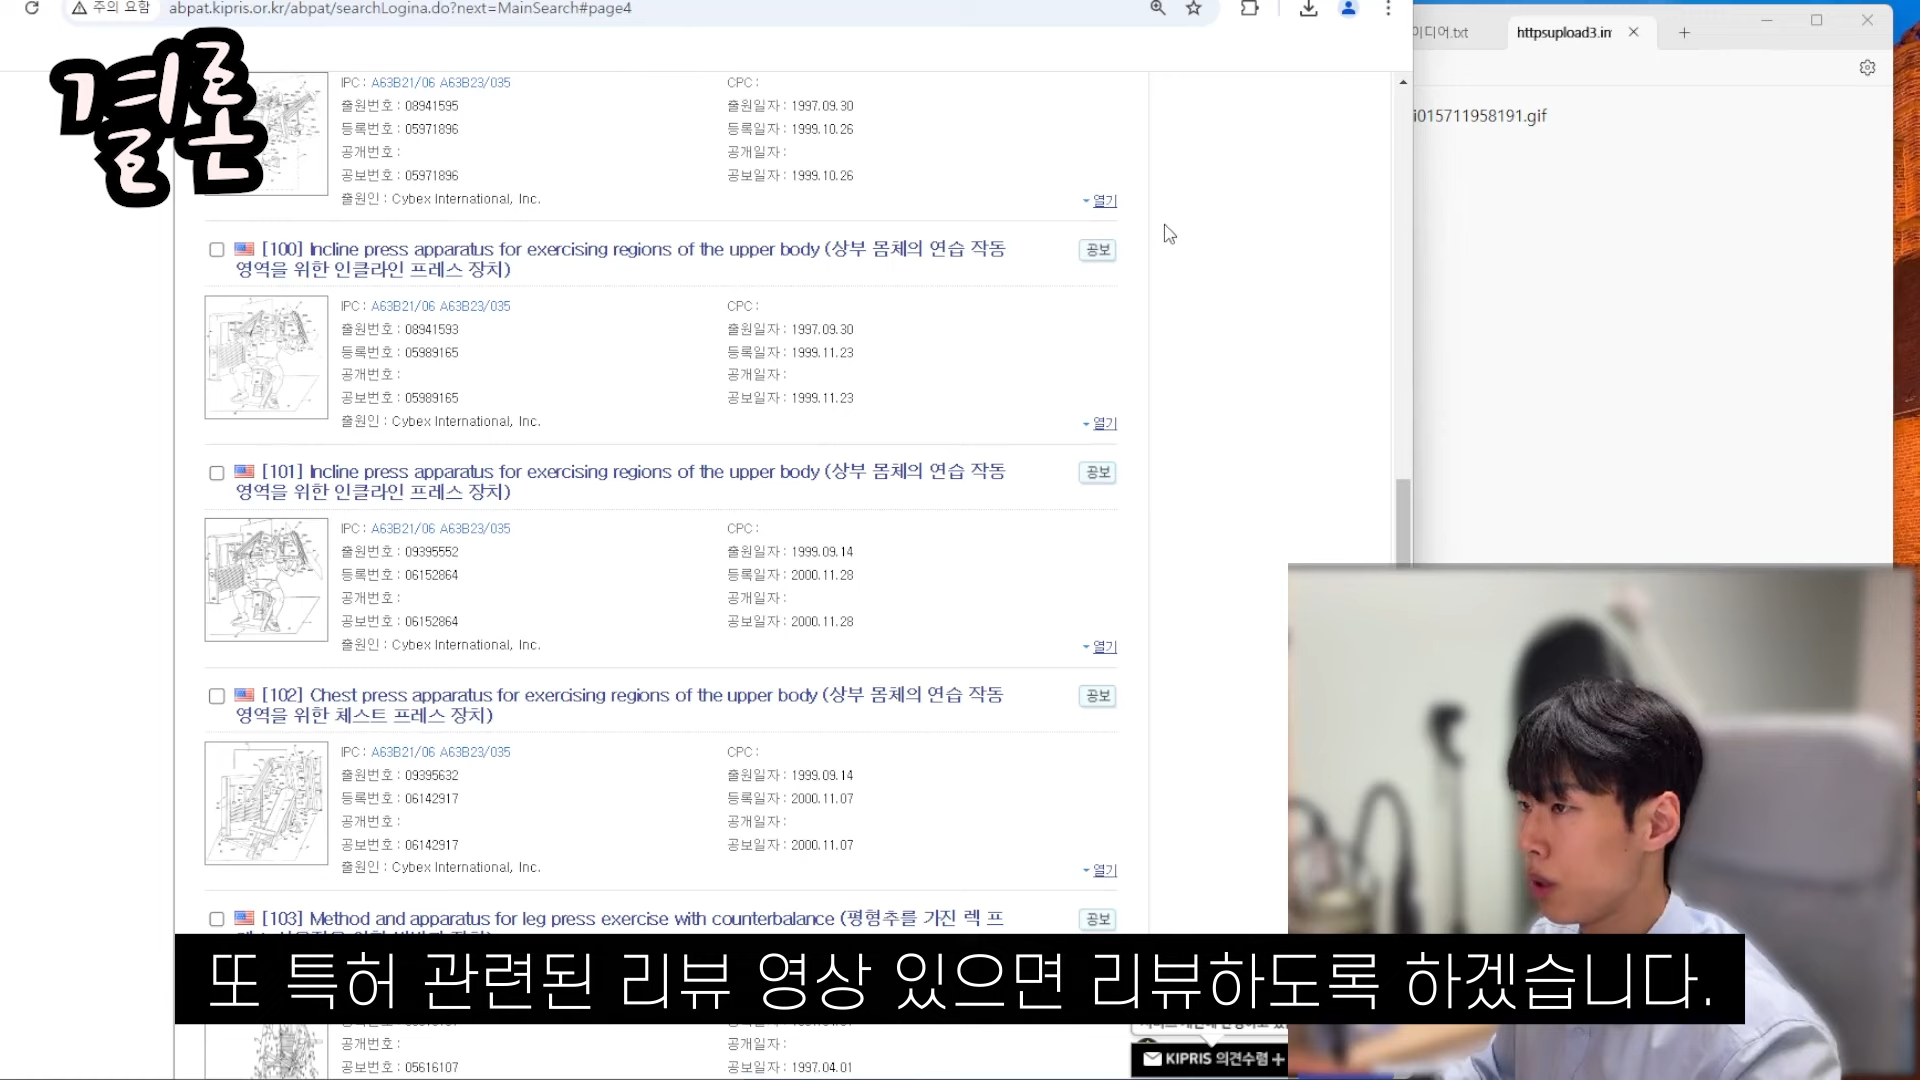 주의 요함
abpat.kipris.or.kr/abpat/searchLogina.do?next=MainSearch#page4
이디어.txt
httpsupload3.in
i015711958191.gif
결론
IPC : A63B21/06 A63B23/035
CPC :
출원번호 : 08941595
출원일자 : 1997.09.30
등록번호 : 05971896
등록일자 : 1999.10.26
공개번호 :
공개일자 :
공보번호 : 05971896
공보일자 : 1999.10.26
출원인 : Cybex International, Inc.
열기
[100] Incline press apparatus for exercising regions of the upper body (상부 몸체의 연습 작동
영역을 위한 인클라인 프레스 장치)
공보
IPC : A63B21/06 A63B23/035
CPC :
출원번호 : 08941593
출원일자 : 1997.09.30
등록번호 : 05989165
등록일자 : 1999.11.23
공개번호 :
공개일자 :
공보번호 : 05989165
공보일자 : 1999.11.23
출원인 : Cybex International, Inc.
열기
[101] Incline press apparatus for exercising regions of the upper body (상부 몸체의 연습 작동
영역을 위한 인클라인 프레스 장치)
공보
IPC : A63B21/06 A63B23/035
CPC :
출원번호 : 09395552
출원일자 : 1999.09.14
등록번호 : 06152864
등록일자 : 2000.11.28
공개번호 :
공개일자 :
공보번호 : 06152864
공보일자 : 2000.11.28
출원인 : Cybex International, Inc.
열기
[102] Chest press apparatus for exercising regions of the upper body (상부 몸체의 연습 작동
영역을 위한 체스트 프레스 장치)
공보
IPC : A63B21/06 A63B23/035
CPC :
출원번호 : 09395632
출원일자 : 1999.09.14
등록번호 : 06142917
등록일자 : 2000.11.07
공개번호 :
공개일자 :
공보번호 : 06142917
공보일자 : 2000.11.07
출원인 : Cybex International, Inc.
열기
[103] Method and apparatus for leg press exercise with counterbalance (평형추를 가진 렉 프
공보
또 특허 관련된 리뷰 영상 있으면 리뷰하도록 하겠습니다.
공개번호 :
공개일자 :
공보번호 : 05616107
공보일자 : 1997.04.01
KIPRIS 의견수렴